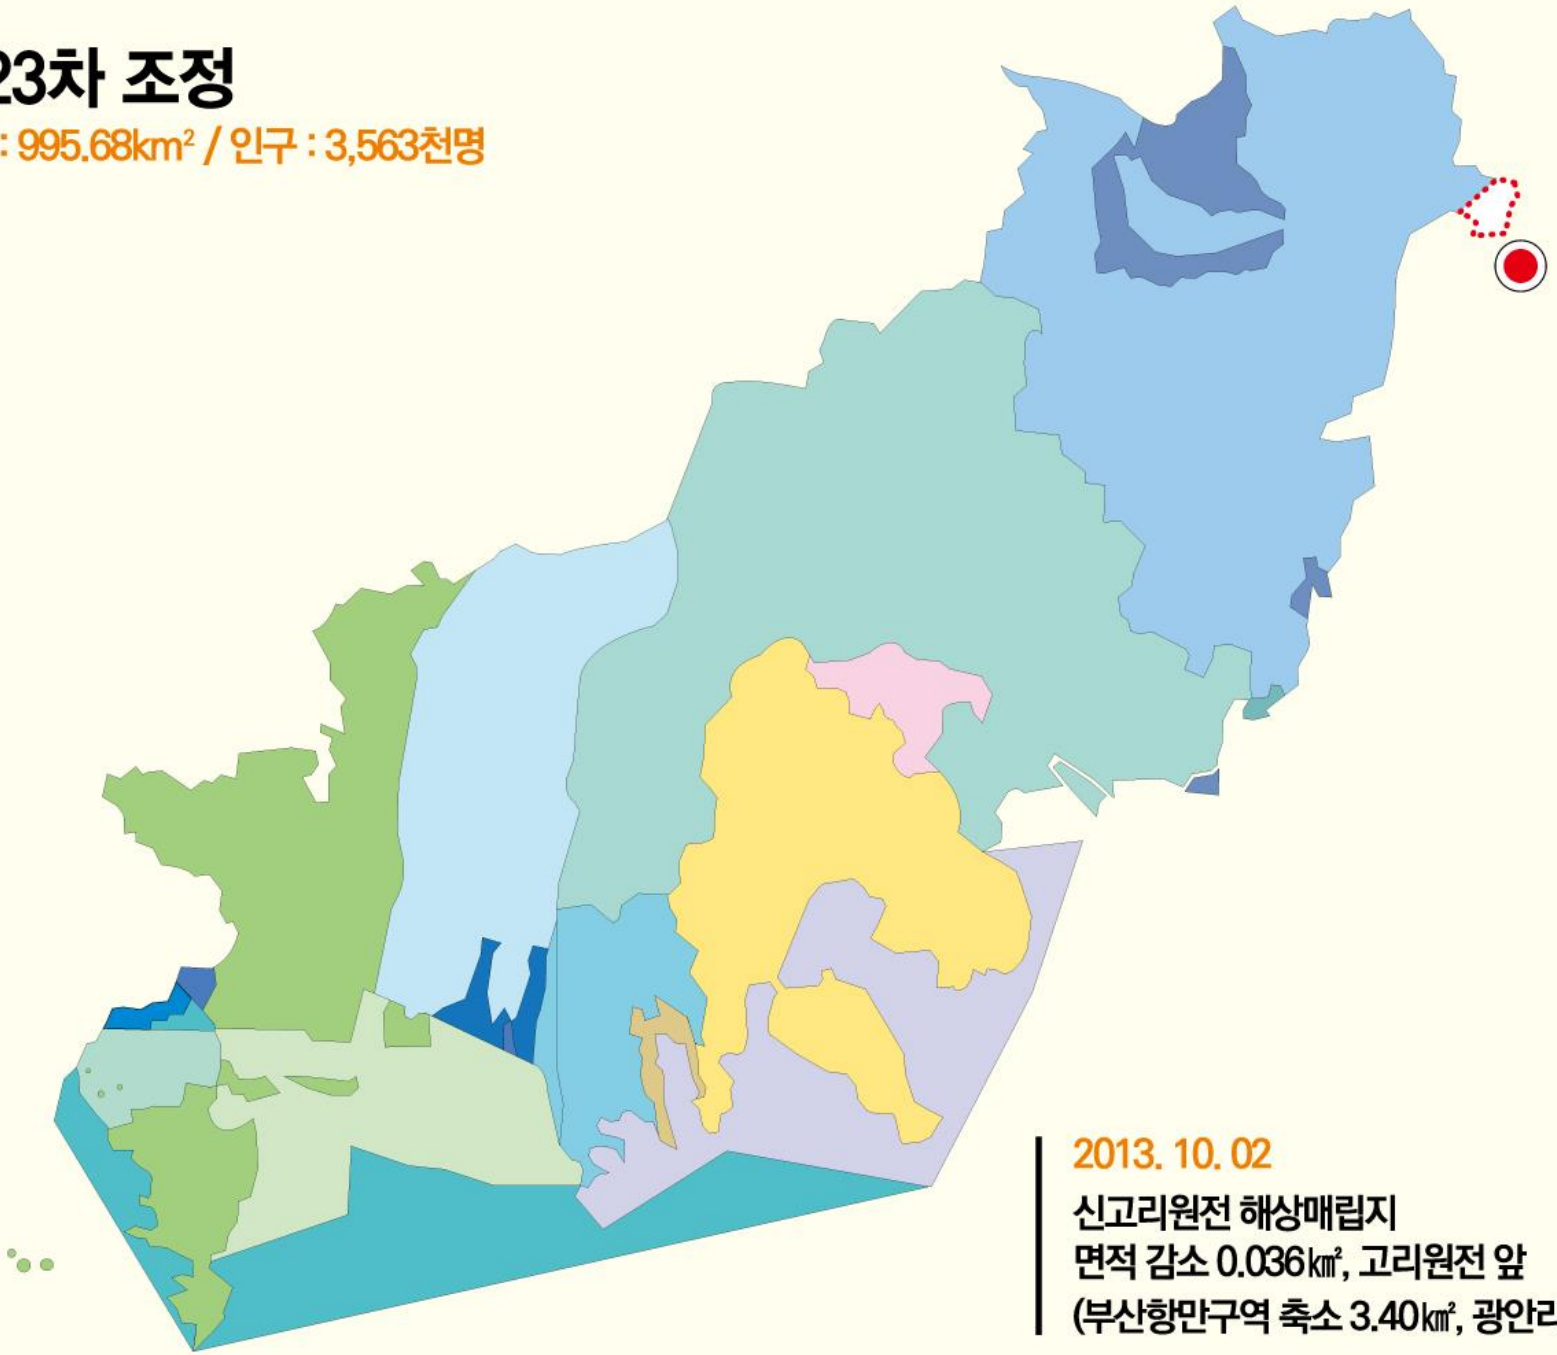 23차 조정
: 995.68km² / 인구 : 3,563천명
2013. 10. 02
신고리원전 해상매립지
면적 감소 0.036㎢, 고리원전 앞
(부산항만구역 축소 3.40㎢, 광안리